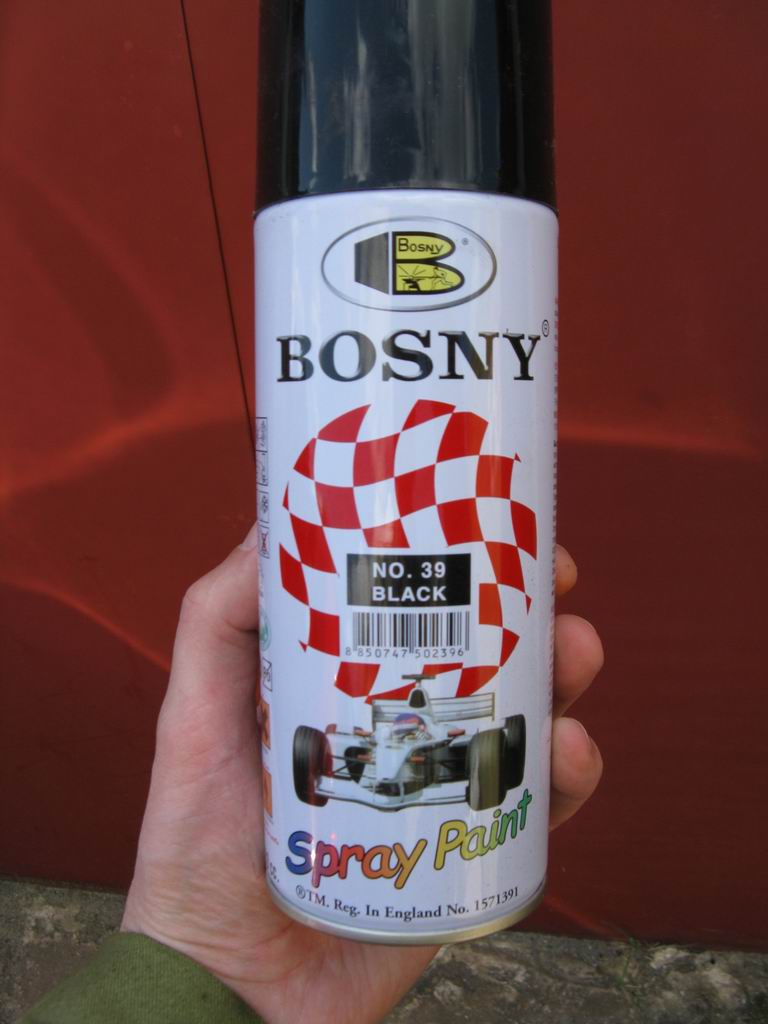 BOSNY ®
BOSNY ®
NO. 39
BLACK
8 850747 502396
Spray Paint
®TM. Reg. In England No. 1571391